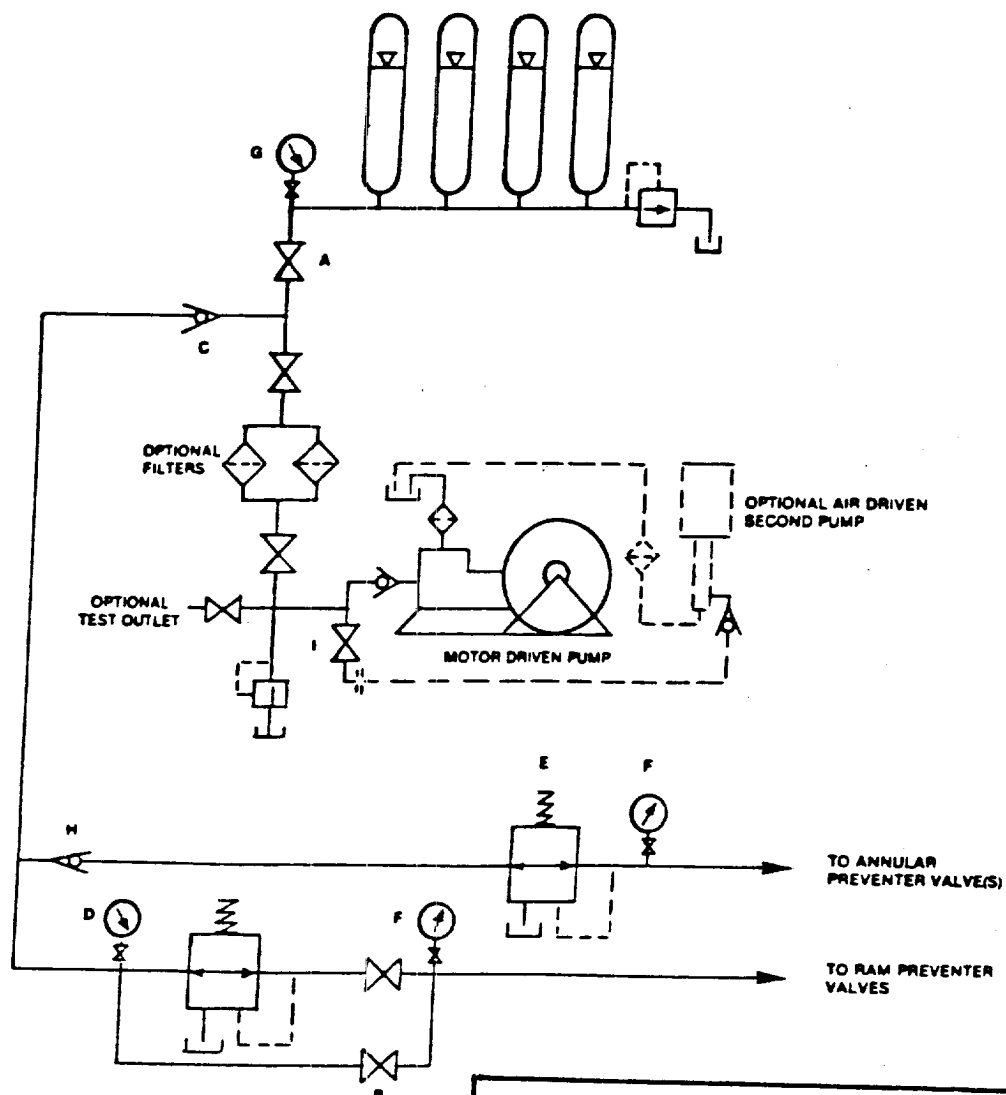 G
A
C
OPTIONAL
FILTERS
OPTIONAL AIR DRIVEN
SECOND PUMP
OPTIONAL
TEST OUTLET
I
MOTOR DRIVEN PUMP
E
F
H
TO ANNULAR
PREVENTER VALVE(S)
D
F
TO RAM PREVENTER
VALVES